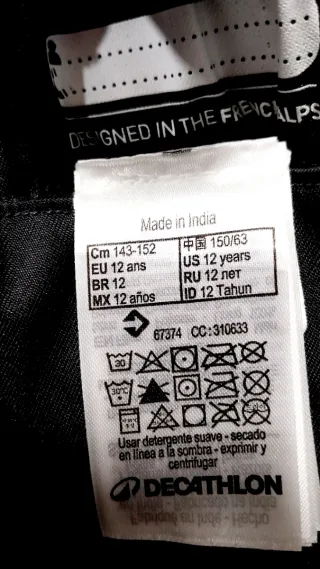 DESIGNED IN THE FRENCH ALPS
Made in India
Cm 143-152 中国 150/63
EU 12 ans US 12 years
BR 12 RU 12 лет
MX 12 años ID 12 Tahun
67374 CC:310633
30
30°C
Usar detergente suave - secado
en línea a la sombra - exprimir y
centrifugar
DECATHLON